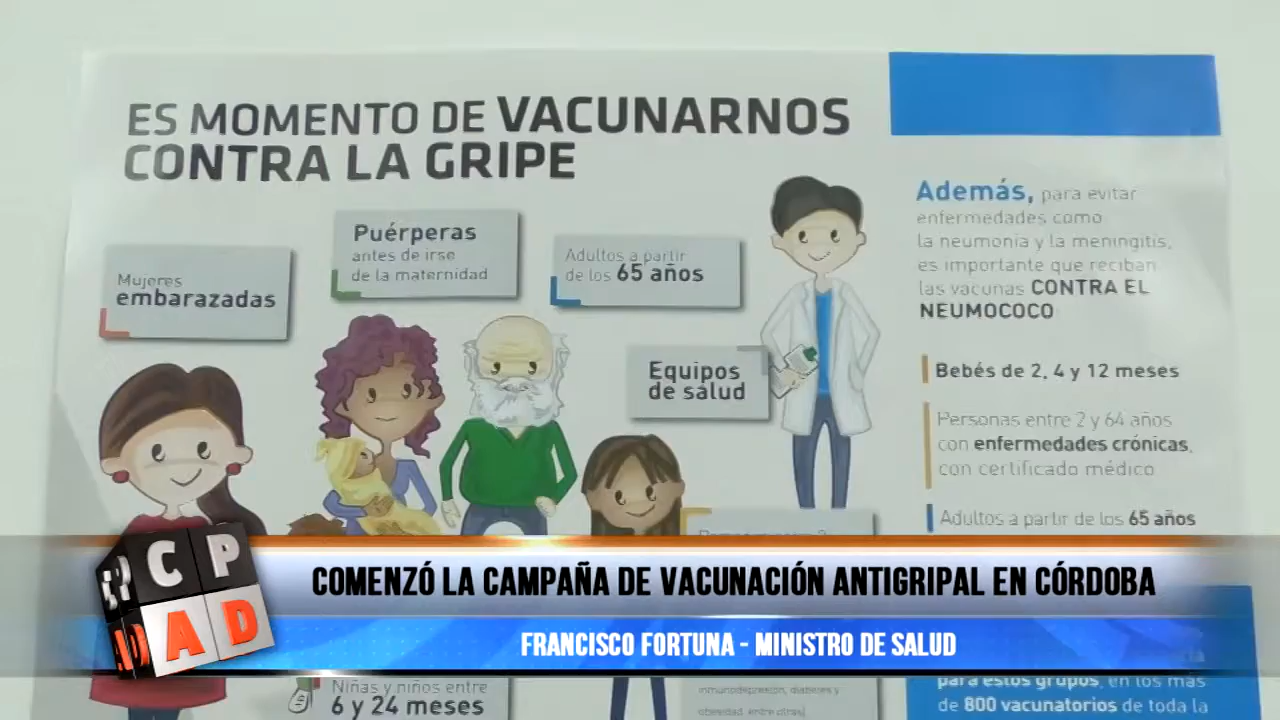 ES MOMENTO DE VACUNARNOS
CONTRA LA GRIPE
Mujeres
embarazadas
Puérperas
antes de irse
de la maternidad
Adultos a partir
de los 65 años
Equipos
de salud
Además, para evitar
enfermedades como
la neumonía y la meningitis,
es importante que reciban
las vacunas CONTRA EL
NEUMOCOCO
Bebés de 2, 4 y 12 meses
Personas entre 2 y 64 años
con enfermedades crónicas,
con certificado médico
Adultos a partir de los 65 años
CP
AD
COMENZÓ LA CAMPAÑA DE VACUNACIÓN ANTIGRIPAL EN CÓRDOBA
FRANCISCO FORTUNA - MINISTRO DE SALUD
Niñas y niños entre
6 y 24 meses
inmunodepresión, diabetes y
obesidad, entre otras)
para estos grupos, en los más
de 800 vacunatorios de toda la